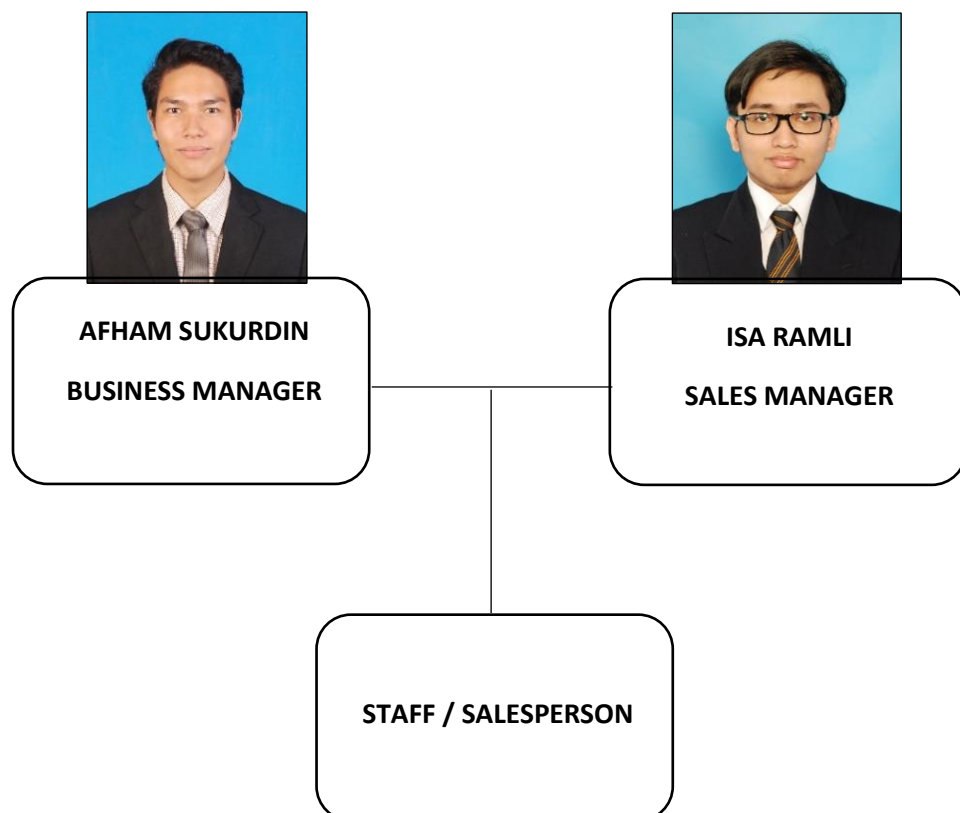 AFHAM SUKURDIN
BUSINESS MANAGER
ISA RAMLI
SALES MANAGER
STAFF / SALESPERSON